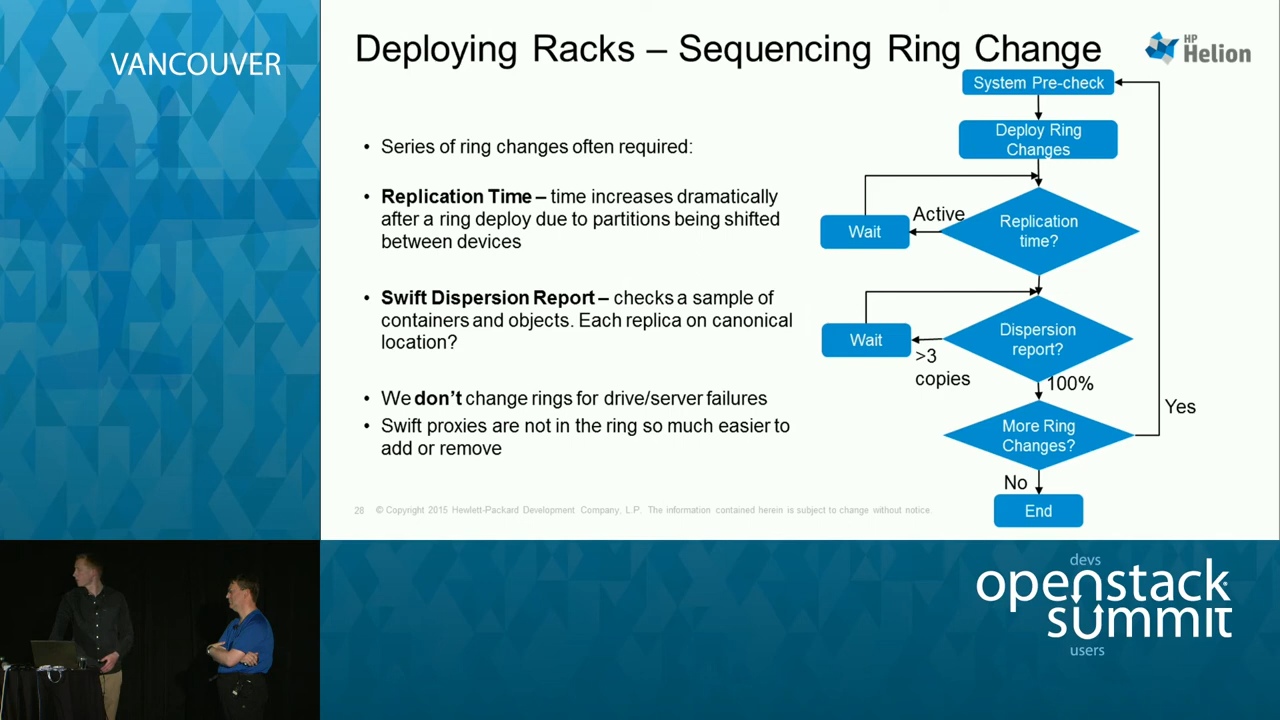 VANCOUVER
Deploying Racks – Sequencing Ring Change
HP
Helion
• Series of ring changes often required:
• Replication Time – time increases dramatically
after a ring deploy due to partitions being shifted
between devices
• Swift Dispersion Report – checks a sample of
containers and objects. Each replica on canonical
location?
• We don’t change rings for drive/server failures
• Swift proxies are not in the ring so much easier to
add or remove
System Pre-check
Deploy Ring
Changes
Replication
time?
Active
Wait
Dispersion
report?
Wait
>3
copies
100%
More Ring
Changes?
Yes
No
End
28 © Copyright 2015 Hewlett-Packard Development Company, L.P. The information contained herein is subject to change without notice.
devs
openstack
summit
users